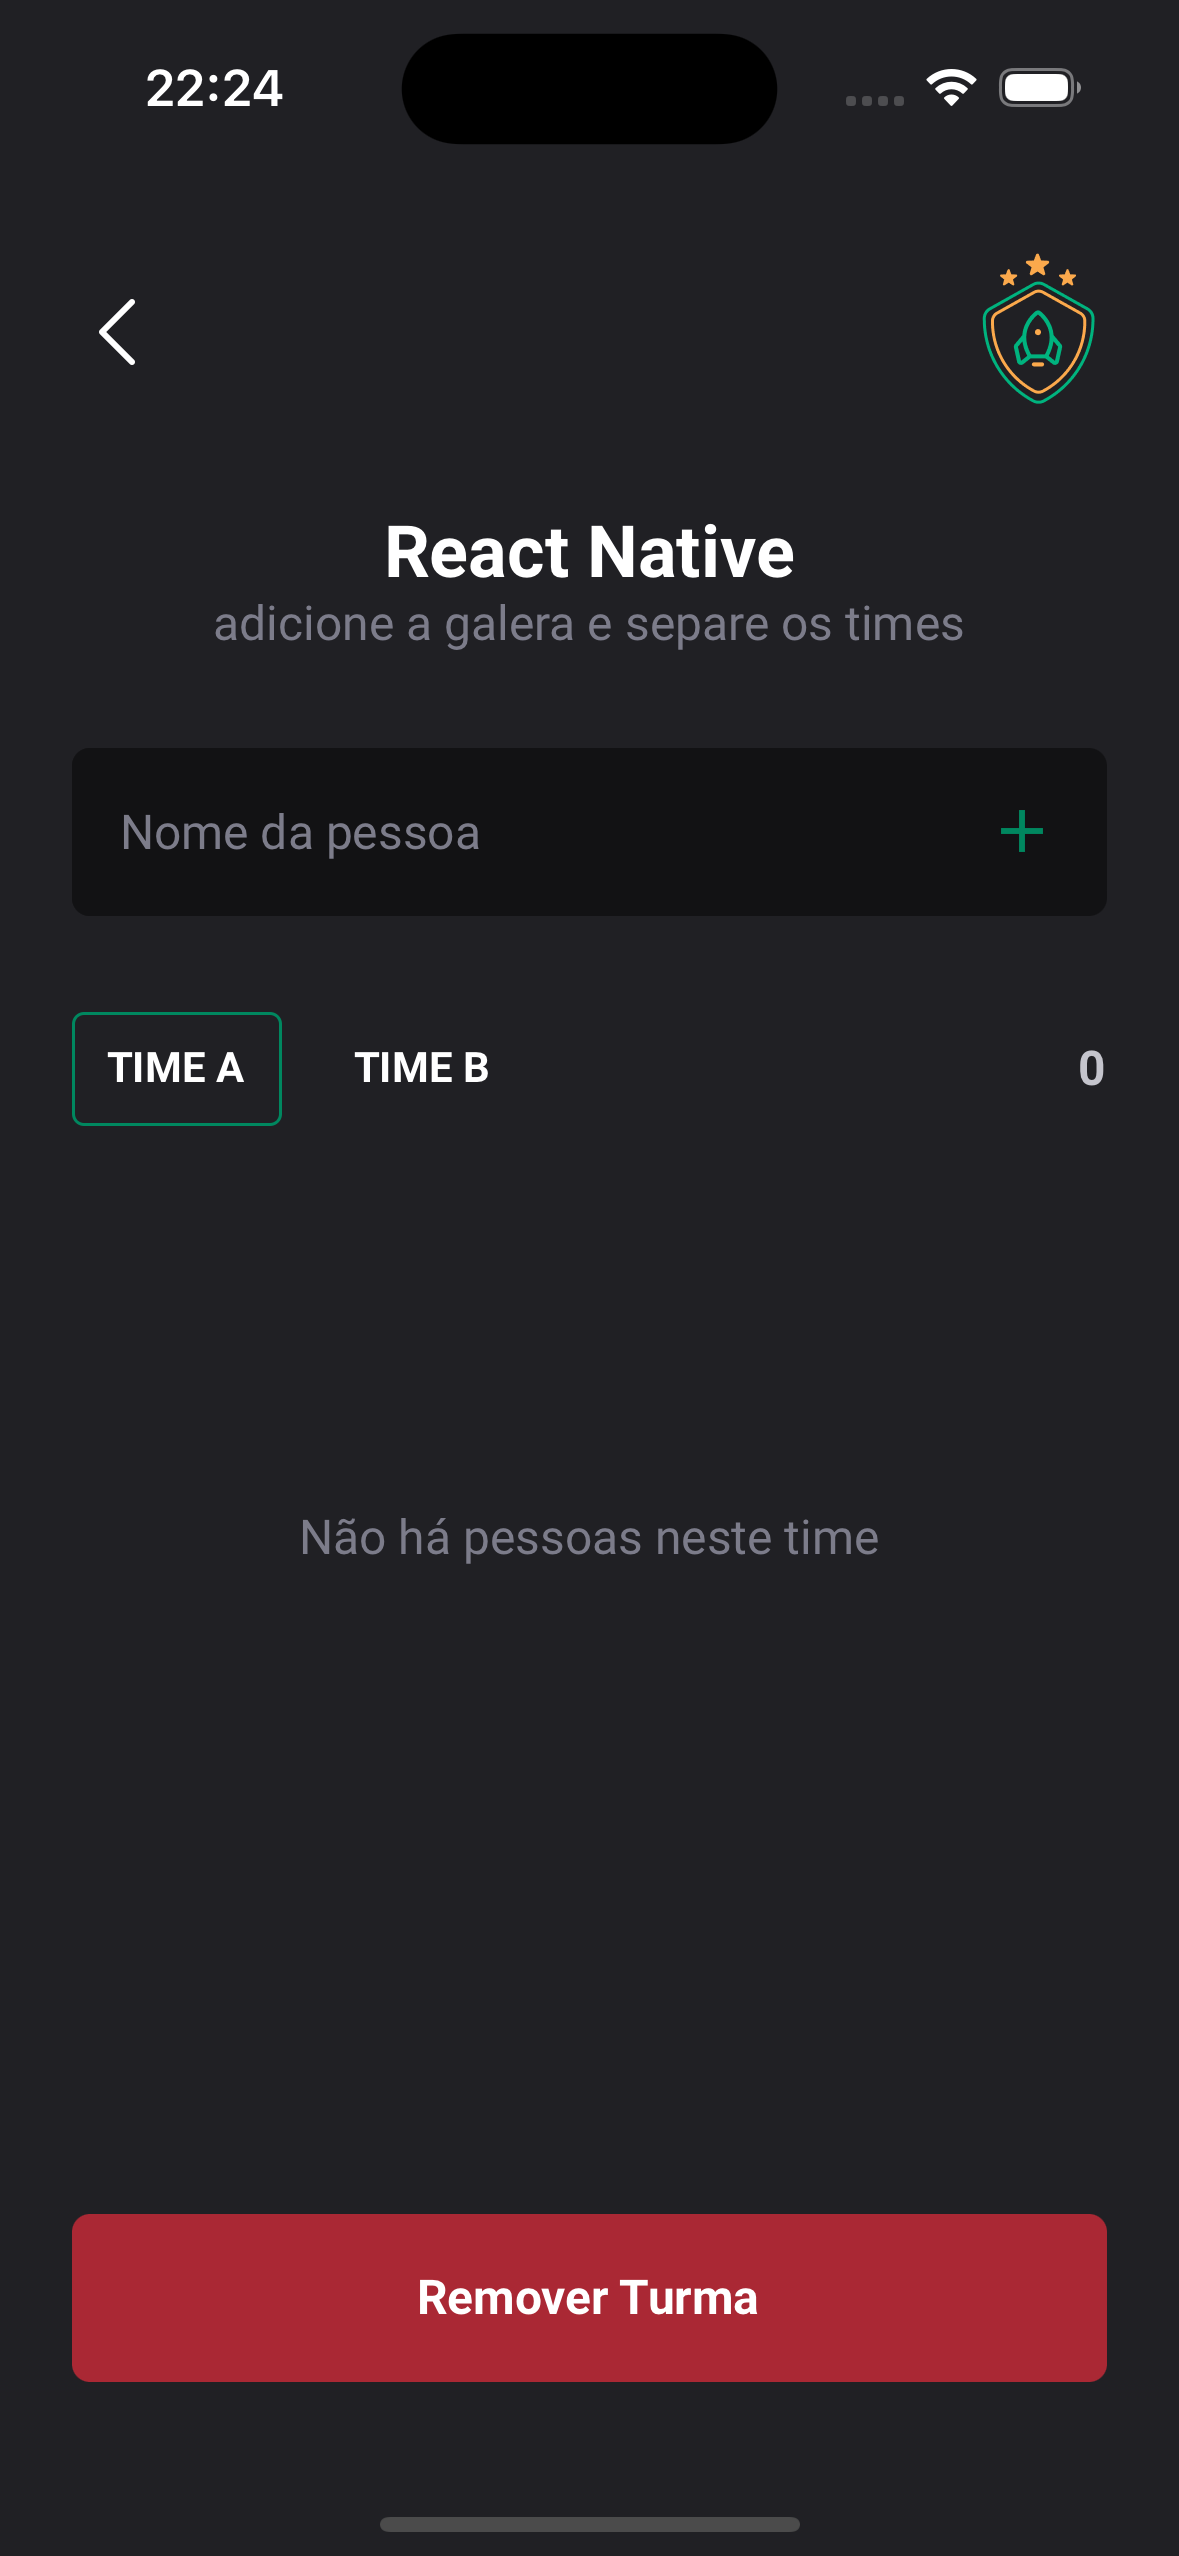 22:24
React Native
adicione a galera e separe os times
Nome da pessoa
TIME A TIME B 0
Não há pessoas neste time
Remover Turma